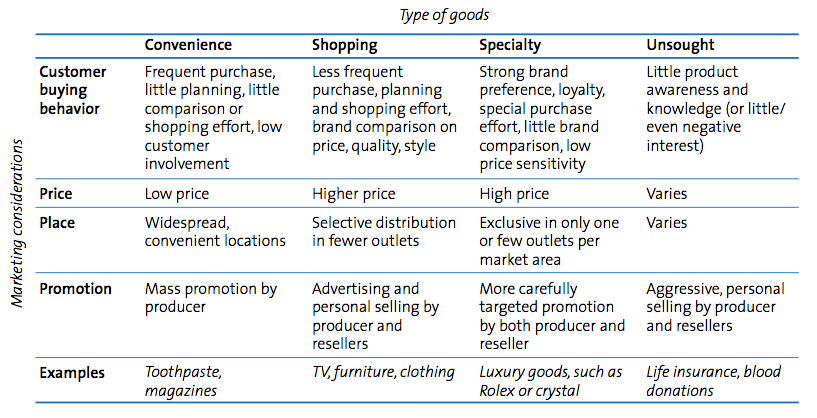 Type of goods
Convenience Shopping Specialty Unsought
Marketing considerations
Customer buying behavior
Frequent purchase,
little planning, little
comparison or
shopping effort, low
customer
involvement
Less frequent
purchase, planning
and shopping effort,
brand comparison on
price, quality, style
Strong brand
preference, loyalty,
special purchase
effort, little brand
comparison, low
price sensitivity
Little product
awareness and
knowledge (or little/
even negative
interest)
Price
Low price
Higher price
High price
Varies
Place
Widespread,
convenient locations
Selective distribution
in fewer outlets
Exclusive in only one
or few outlets per
market area
Varies
Promotion
Mass promotion by
producer
Advertising and
personal selling by
producer and
resellers
More carefully
targeted promotion
by both producer and
reseller
Aggressive, personal
selling by producer
and resellers
Examples
Toothpaste,
magazines
TV, furniture, clothing
Luxury goods, such as
Rolex or crystal
Life insurance, blood
donations